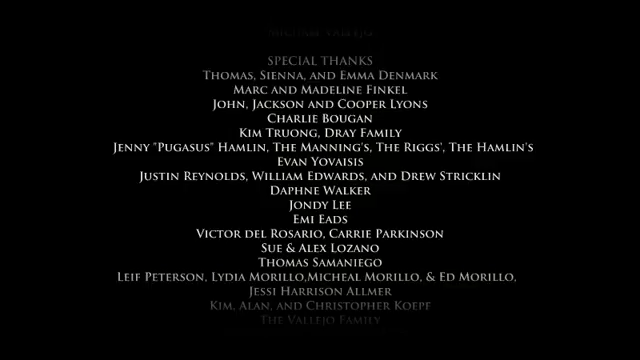 SPECIAL THANKS
THOMAS, SIENNA, AND EMMA DENMARK
MARC AND MADELINE FINKEL
JOHN, JACKSON AND COOPER LYONS
CHARLIE BOUGAN
KIM TRUONG, DRAY FAMILY
JENNY "PUGASUS" HAMLIN, THE MANNING'S, THE RIGGS', THE HAMLIN'S
EVAN YOVAISIS
JUSTIN REYNOLDS, WILLIAM EDWARDS, AND DREW STRICKLIN
DAPHNE WALKER
JONDY LEE
EMI EADS
VICTOR DEL ROSARIO, CARRIE PARKINSON
SUE & ALEX LOZANO
THOMAS SAMANIEGO
LEIF PETERSON, LYDIA MORILLO,MICHEAL MORILLO, & ED MORILLO,
JESSI HARRISON ALLMER
KIM, ALAN, AND CHRISTOPHER KOEPF
THE VALLEJO FAMILY